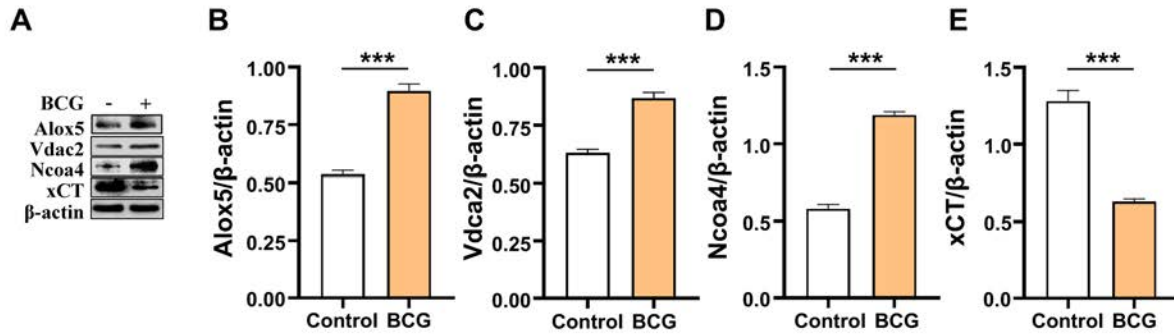 A
BCG - +
Alox5
Vdac2
Ncoa4
xCT
β-actin
B
Alox5/β-actin
1.00
0.75
0.50
0.25
0.00
***
Control BCG
C
Vdca2/β-actin
1.00
0.75
0.50
0.25
0.00
***
Control BCG
D
Ncoa4/β-actin
1.5
1.0
0.5
0.0
***
Control BCG
E
xCT/β-actin
1.5
1.0
0.5
0.0
***
Control BCG